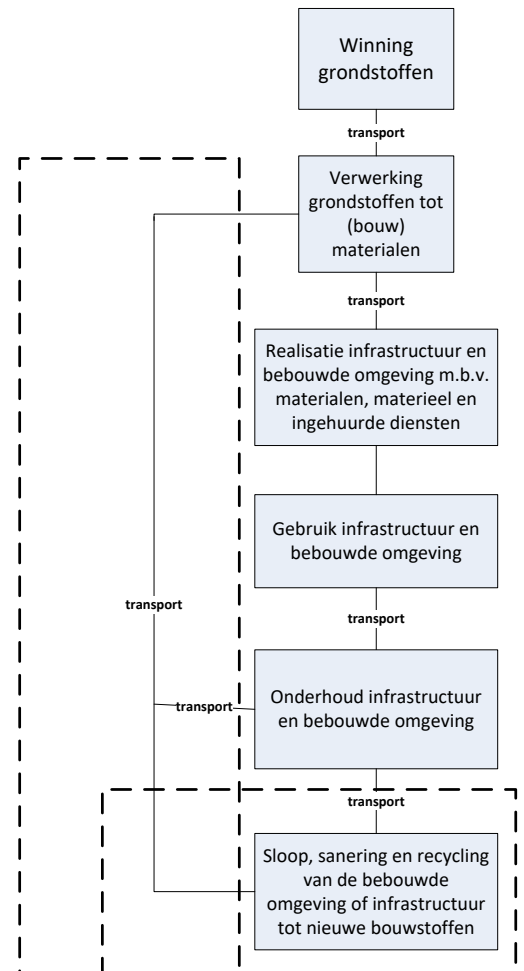 Winning
grondstoffen
transport
Verwerking
grondstoffen tot
(bouw)
materialen
transport
Realisatie infrastructuur en
bebouwde omgeving m.b.v.
materialen, materieel en
ingehuurde diensten
Gebruik infrastructuur en
bebouwde omgeving
transport
transport
Onderhoud infrastructuur
en bebouwde omgeving
transport
transport
Sloop, sanering en recycling
van de bebouwde
omgeving of infrastructuur
tot nieuwe bouwstoffen